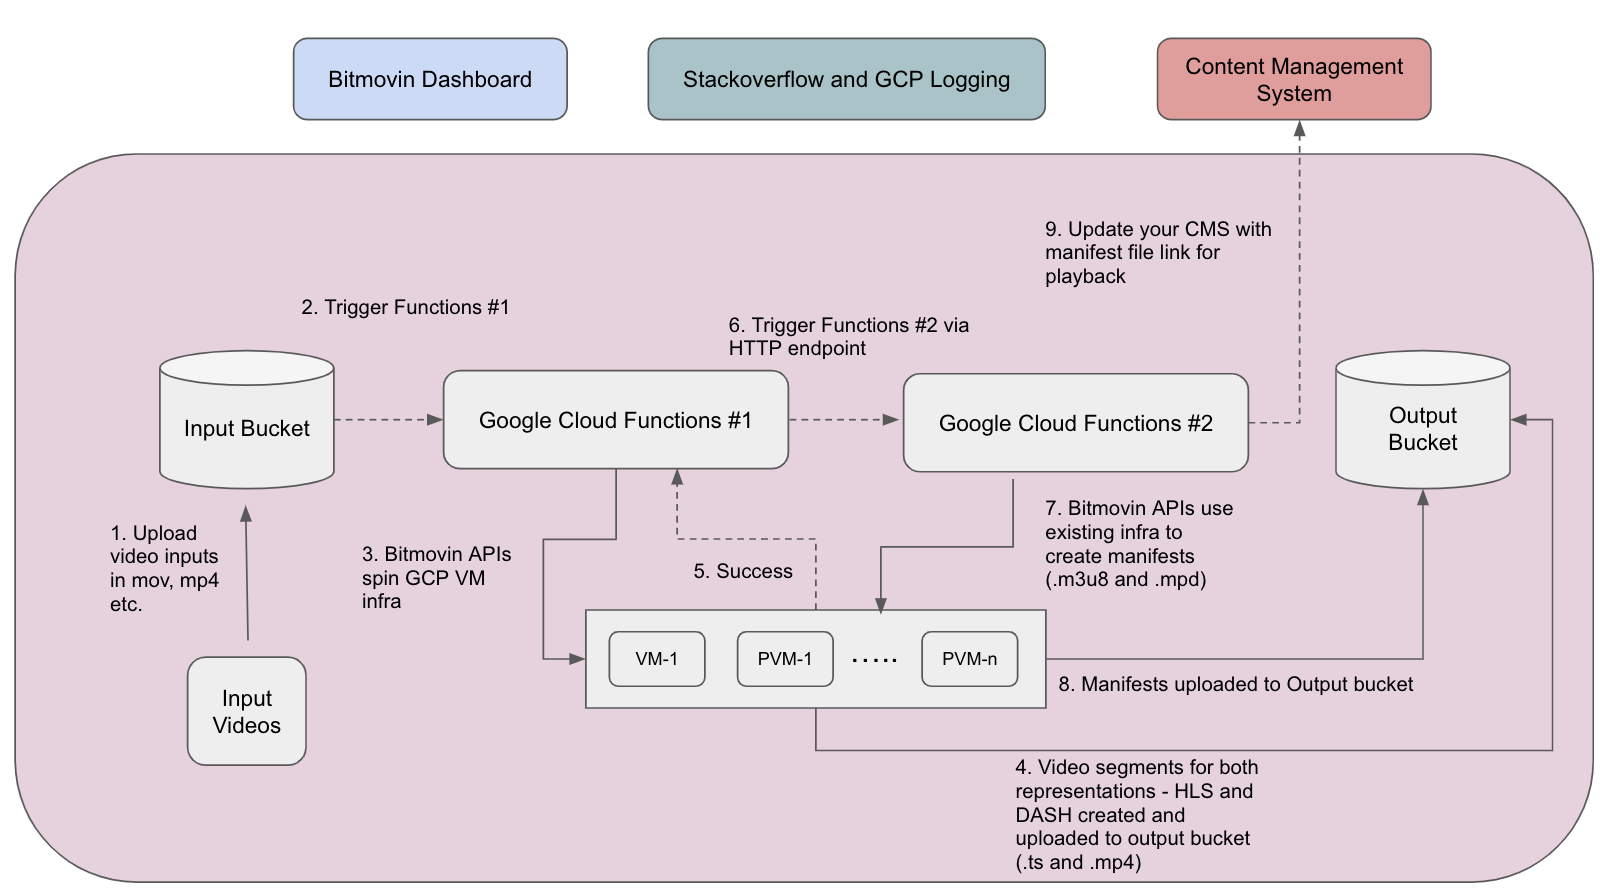 Bitmovin Dashboard
Stackoverflow and GCP Logging
Content Management
System
9. Update your CMS with
manifest file link for
playback
2. Trigger Functions #1
6. Trigger Functions #2 via
HTTP endpoint
Input Bucket
Google Cloud Functions #1
Google Cloud Functions #2
Output
Bucket
1. Upload
video inputs
in mov, mp4
etc.
3. Bitmovin APIs
spin GCP VM
infra
5. Success
7. Bitmovin APIs use
existing infra to
create manifests
(.m3u8 and .mpd)
VM-1
PVM-1
.....
PVM-n
8. Manifests uploaded to Output bucket
Input
Videos
4. Video segments for both
representations - HLS and
DASH created and
uploaded to output bucket
(.ts and .mp4)